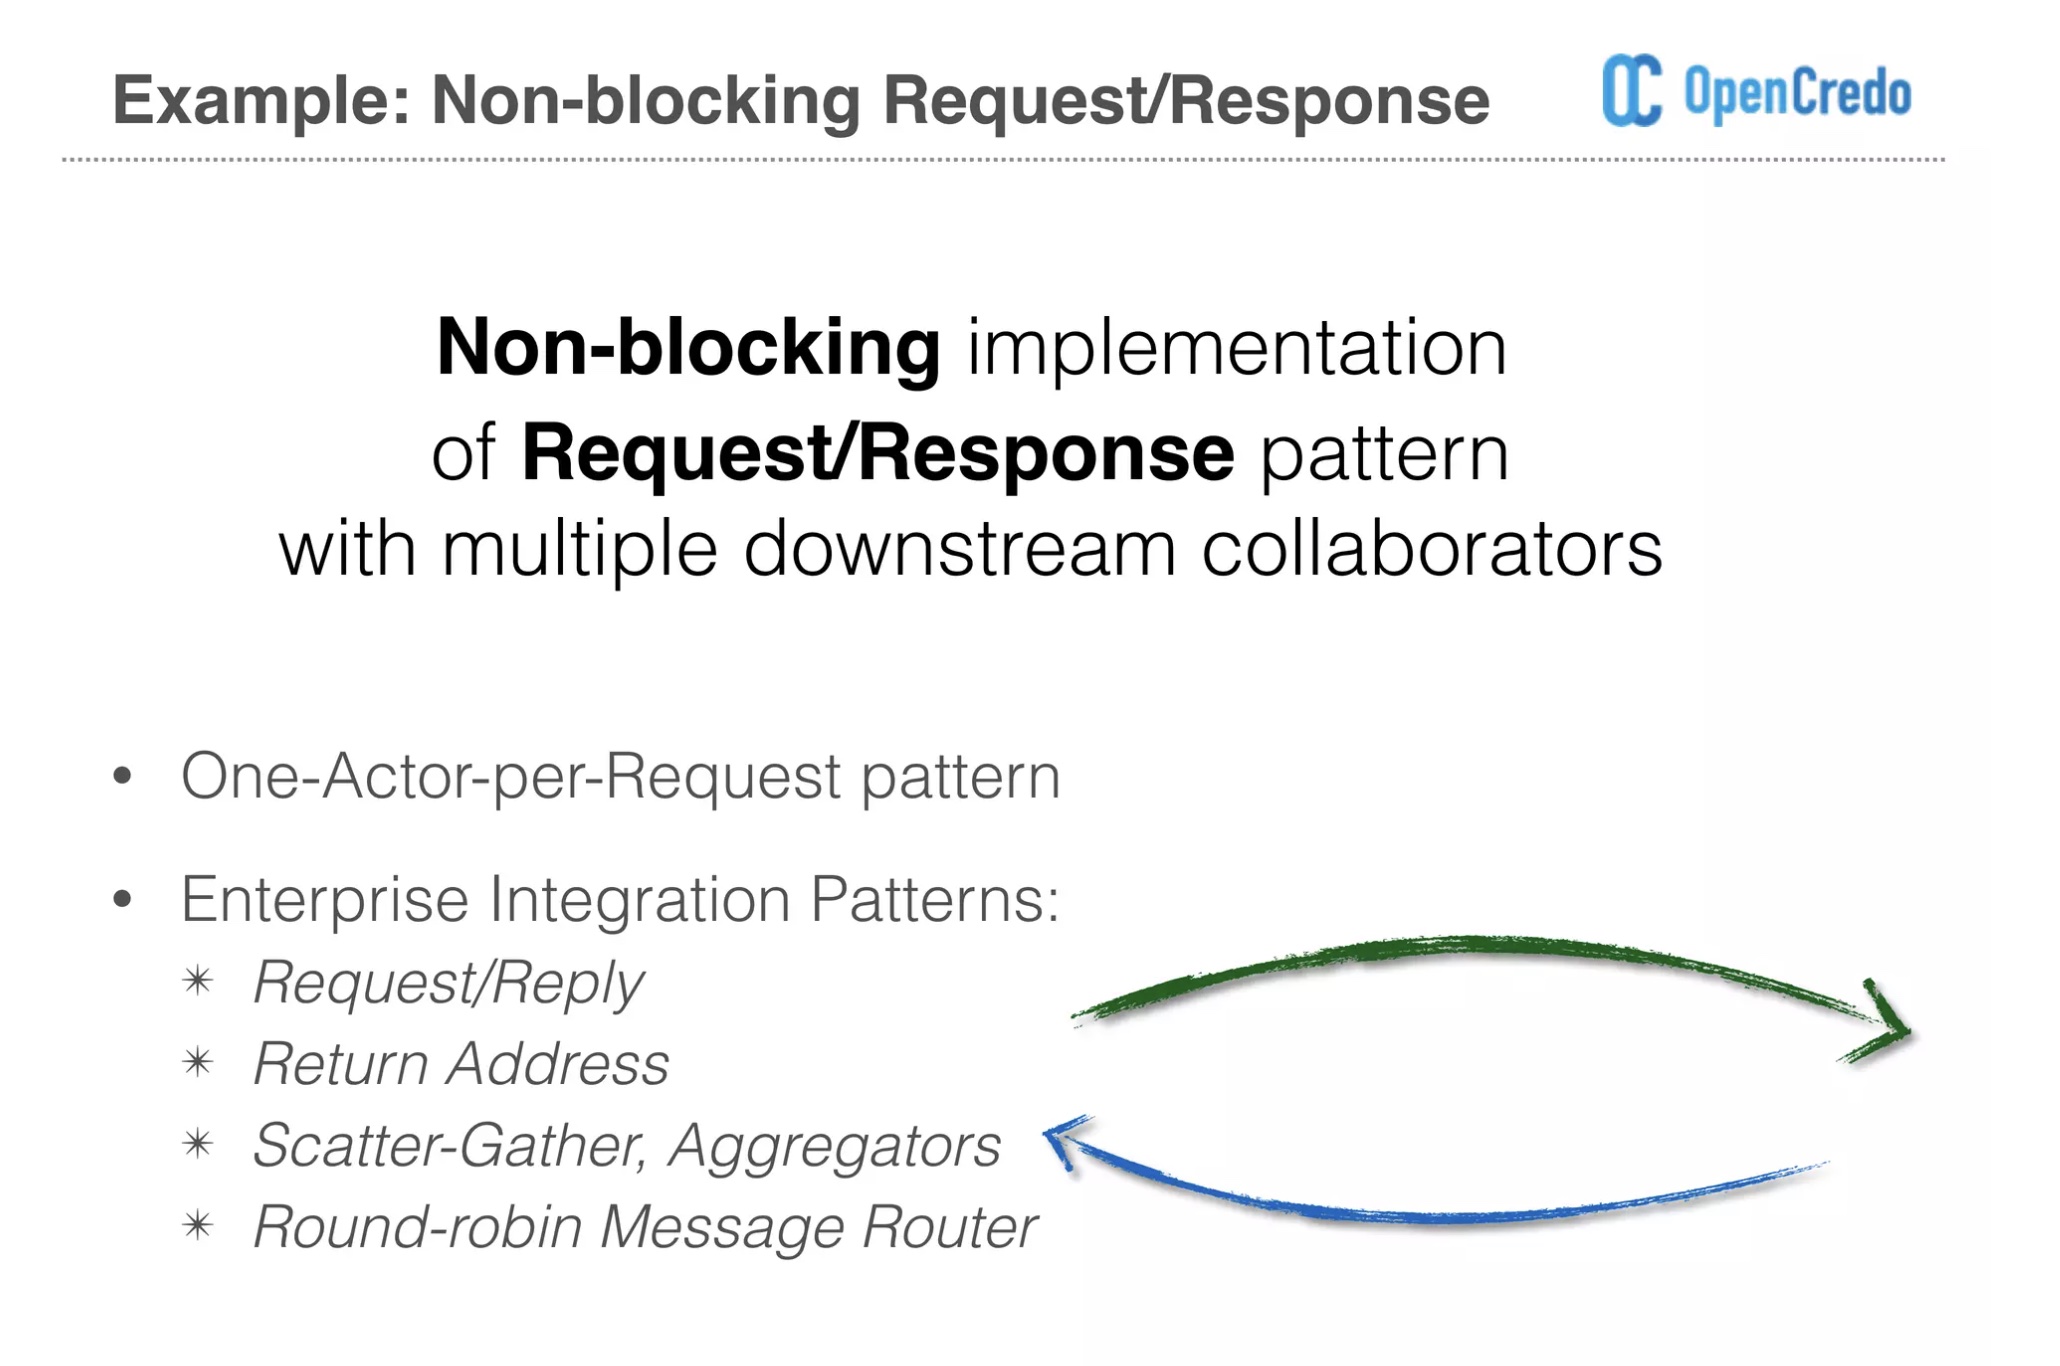 Example: Non-blocking Request/Response
OC OpenCredo
Non-blocking implementation
of Request/Response pattern
with multiple downstream collaborators
• One-Actor-per-Request pattern
• Enterprise Integration Patterns:
✴ Request/Reply
✴ Return Address
✴ Scatter-Gather, Aggregators
✴ Round-robin Message Router